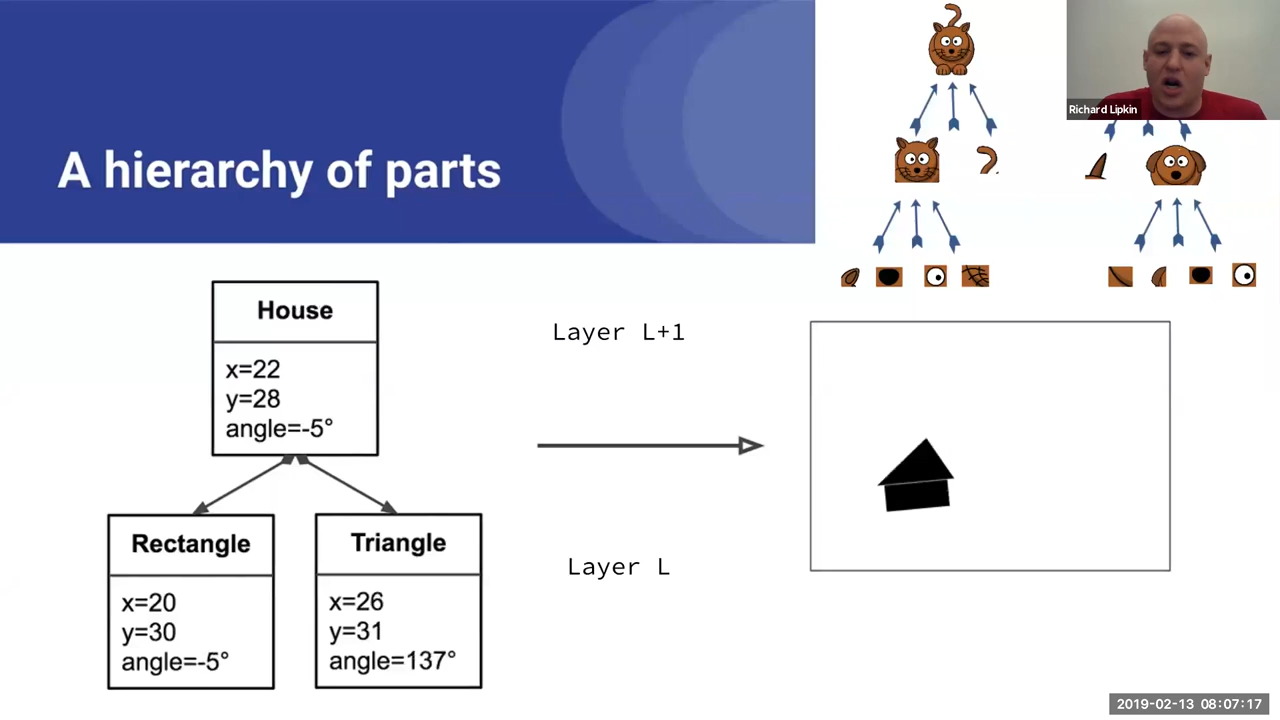 A hierarchy of parts
Richard Lipkin
House
x=22
y=28
angle=-5°
Layer L+1
Rectangle
x=20
y=30
angle=-5°
Triangle
x=26
y=31
angle=137°
Layer L
2019-02-13 08:07:17